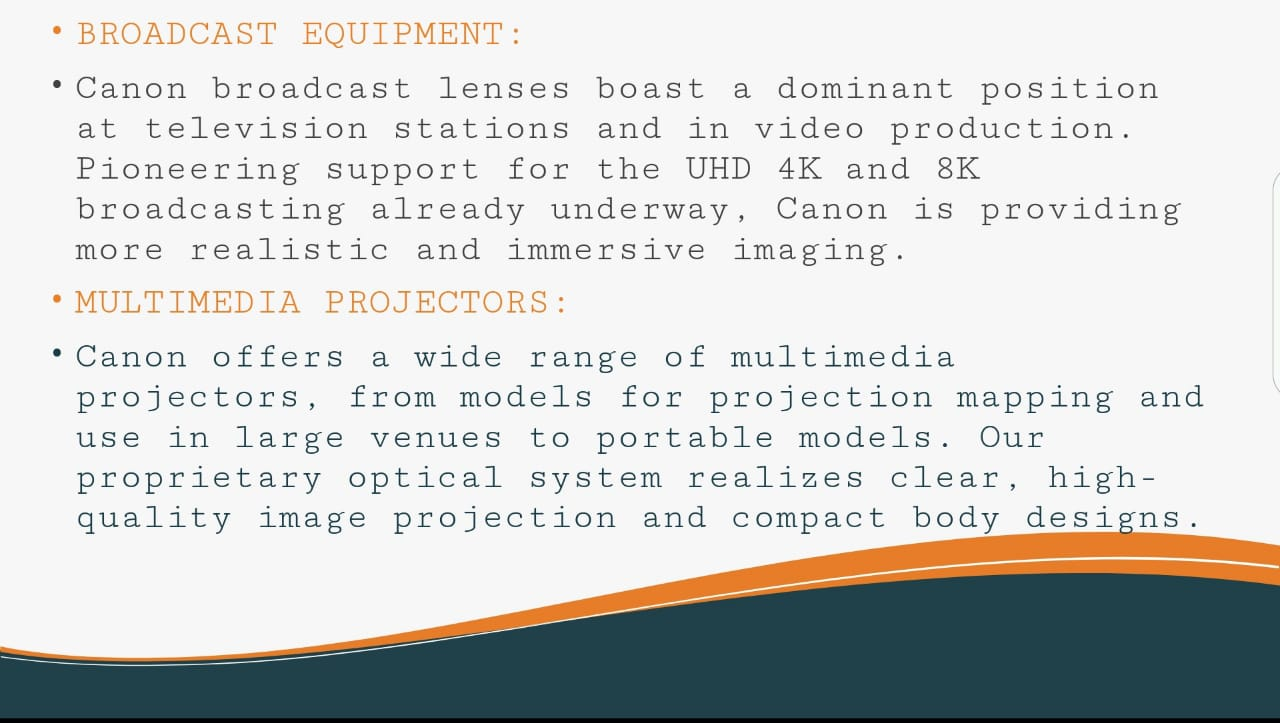 • BROADCAST EQUIPMENT:
• Canon broadcast lenses boast a dominant position
at television stations and in video production.
Pioneering support for the UHD 4K and 8K
broadcasting already underway, Canon is providing
more realistic and immersive imaging.
• MULTIMEDIA PROJECTORS:
• Canon offers a wide range of multimedia
projectors, from models for projection mapping and
use in large venues to portable models. Our
proprietary optical system realizes clear, high-
quality image projection and compact body designs.